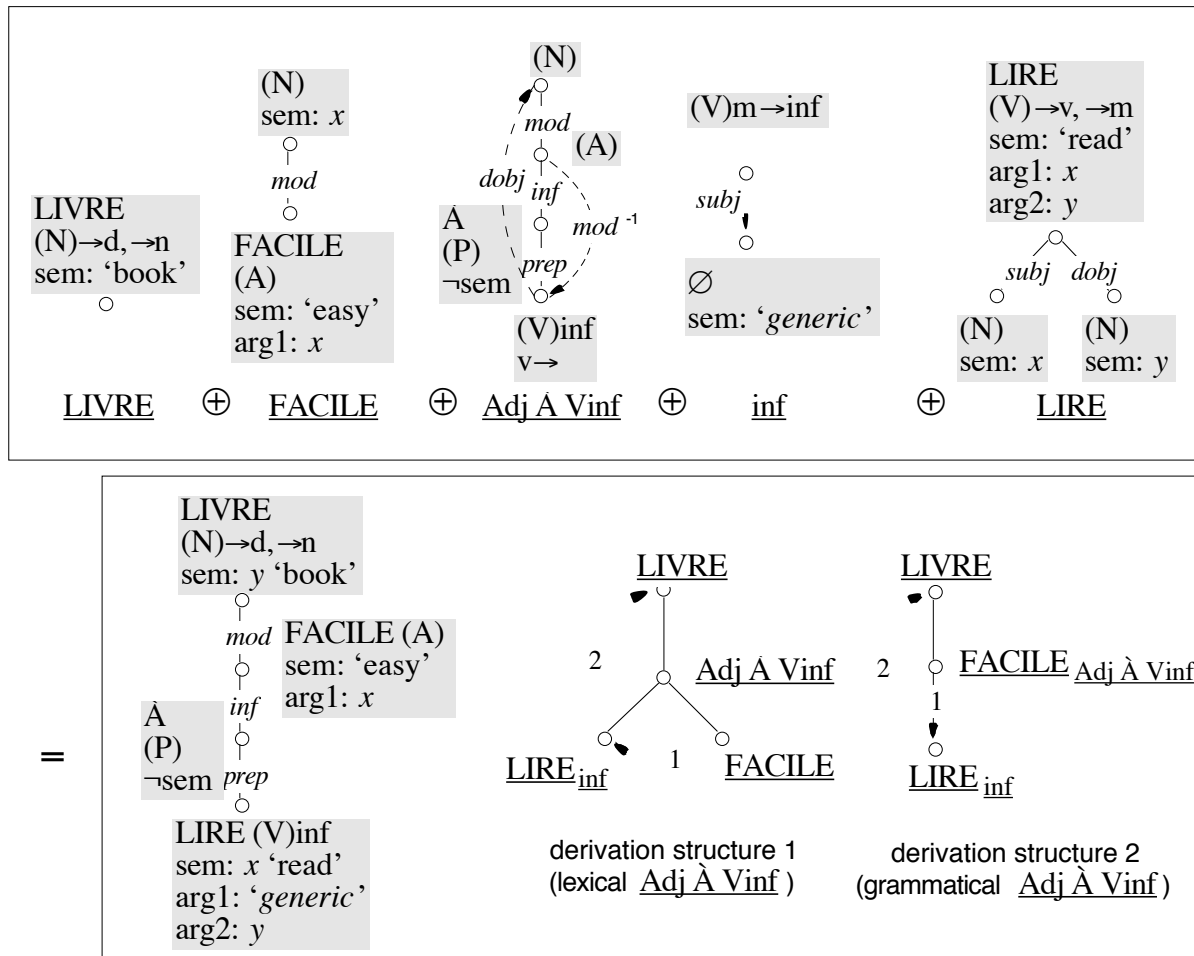 (N)
sem: x
mod
LIVRE
(N)→d, →n
sem: ‘book’
FACILE
(A)
sem: ‘easy’
arg1: x
(N)
mod
(A)
dobj
inf
mod -1
À
(P)
¬sem
prep
(V)inf
v→
(V)m→inf
subj
∅
sem: ‘generic’
LIRE
(V)→v, →m
sem: ‘read’
arg1: x
arg2: y
subj dobj
(N)
sem: x
(N)
sem: y
LIVRE ⊕ FACILE ⊕ Adj À Vinf ⊕ inf ⊕ LIRE
=
LIVRE
(N)→d, →n
sem: y ‘book’
mod
FACILE (A)
sem: ‘easy’
arg1: x
inf
À
(P)
¬sem
prep
LIRE (V)inf
sem: x ‘read’
arg1: ‘generic’
arg2: y
LIVRE
2
Adj À Vinf
LIRE inf
1
FACILE
derivation structure 1
(lexical Adj À Vinf )
LIVRE
2
FACILE Adj À Vinf
1
LIRE inf
derivation structure 2
(grammatical Adj À Vinf )